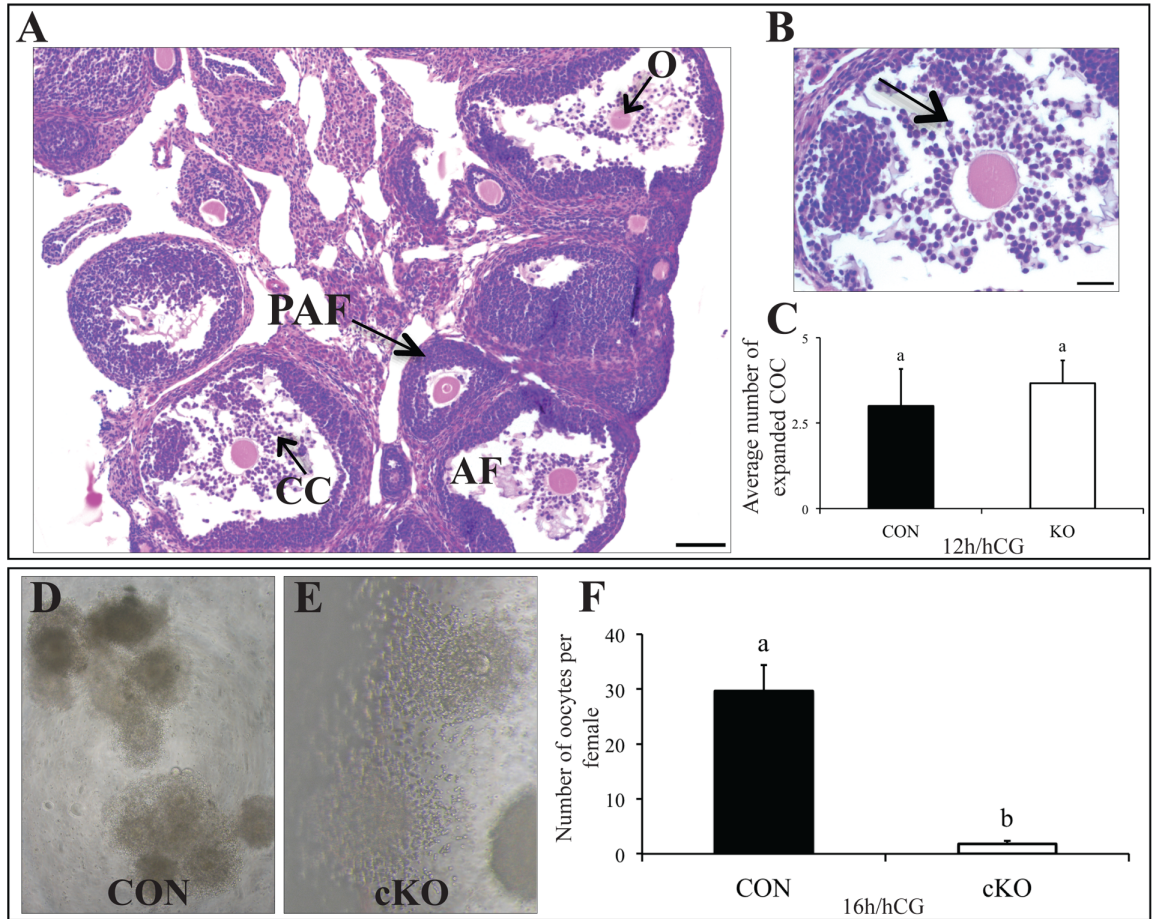 A
O
PAF
CC
AF
B
C
Average number of
expanded COC
5
2.5
0
a
a
CON
KO
12h/hCG
D
CON
E
cKO
F
Number of oocytes per
female
40
30
20
10
0
a
b
CON
cKO
16h/hCG